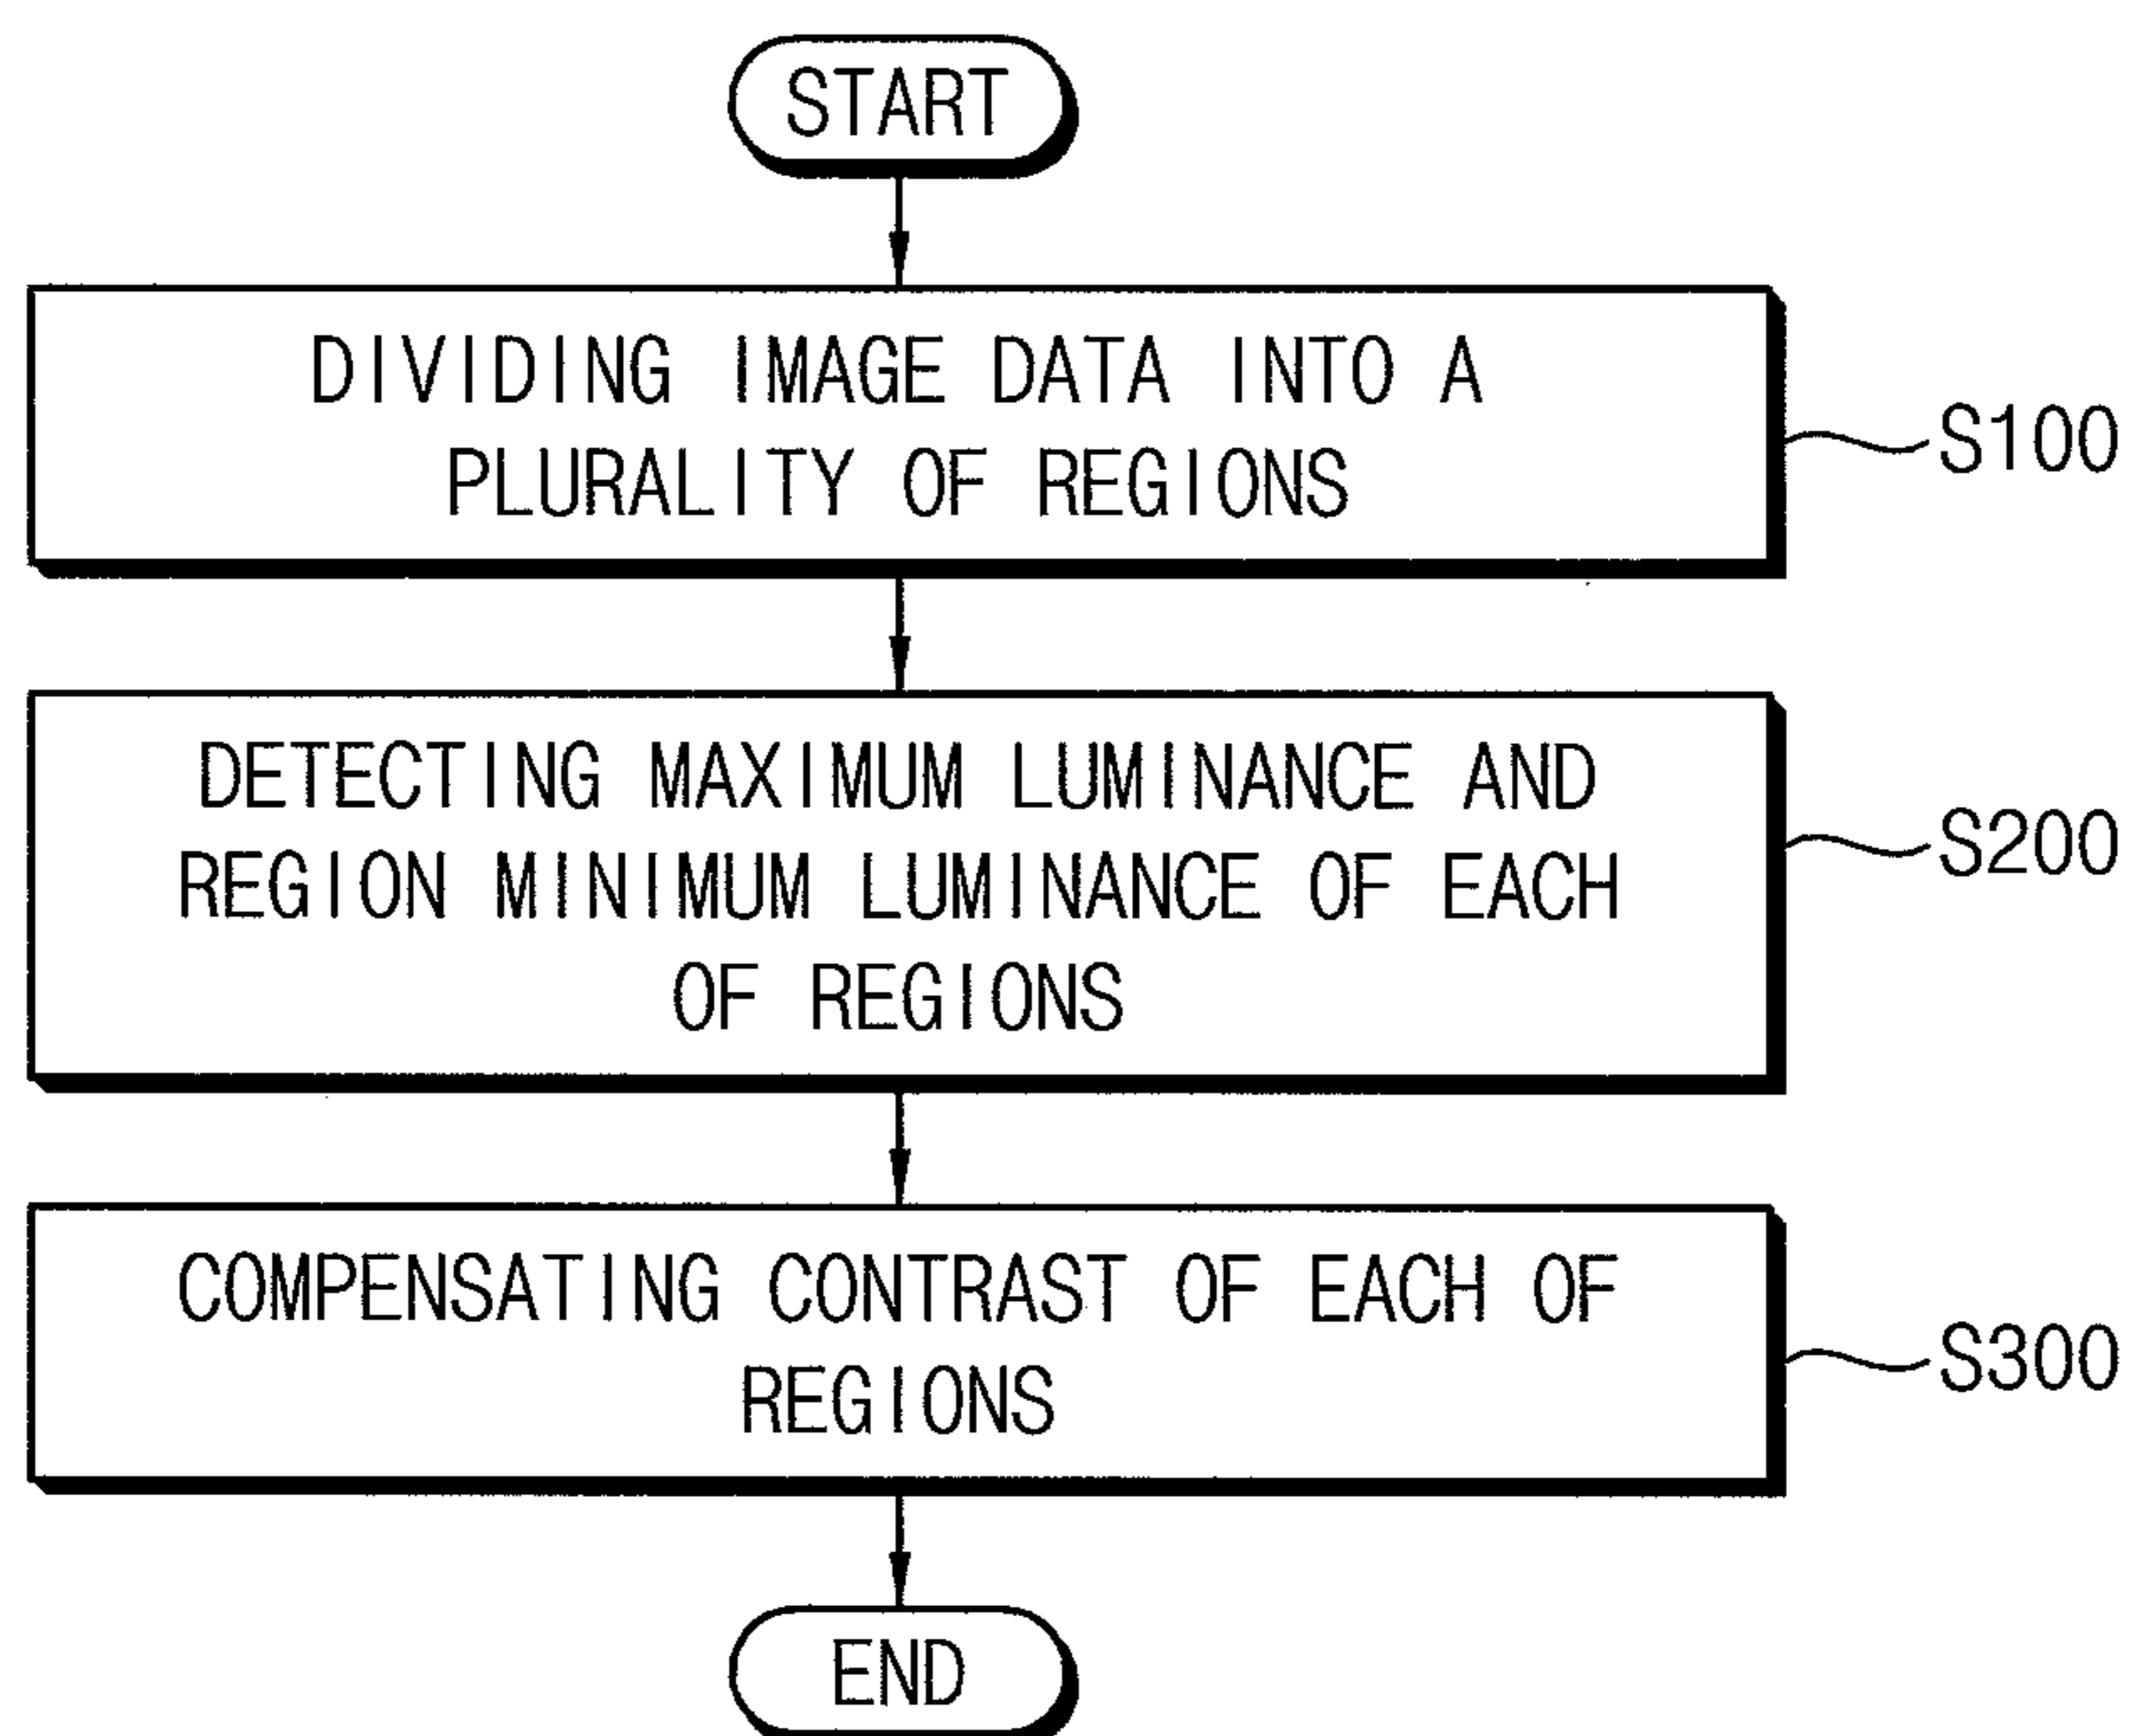 START
DIVIDING IMAGE DATA INTO A
PLURALITY OF REGIONS
S100
DETECTING MAXIMUM LUMINANCE AND
REGION MINIMUM LUMINANCE OF EACH
OF REGIONS
S200
COMPENSATING CONTRAST OF EACH OF
REGIONS
S300
END